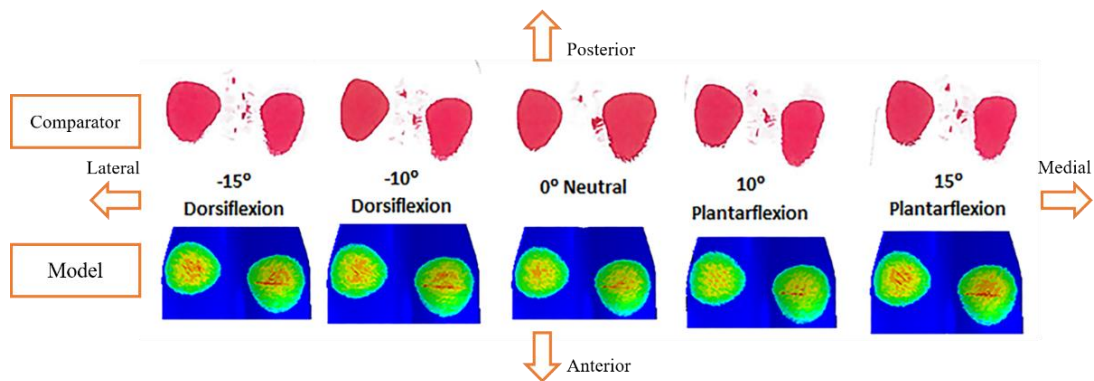 Posterior
Comparator
Lateral
Medial
-15º
Dorsiflexion
-10º
Dorsiflexion
0º Neutral
10º
Plantarflexion
15º
Plantarflexion
Model
Anterior